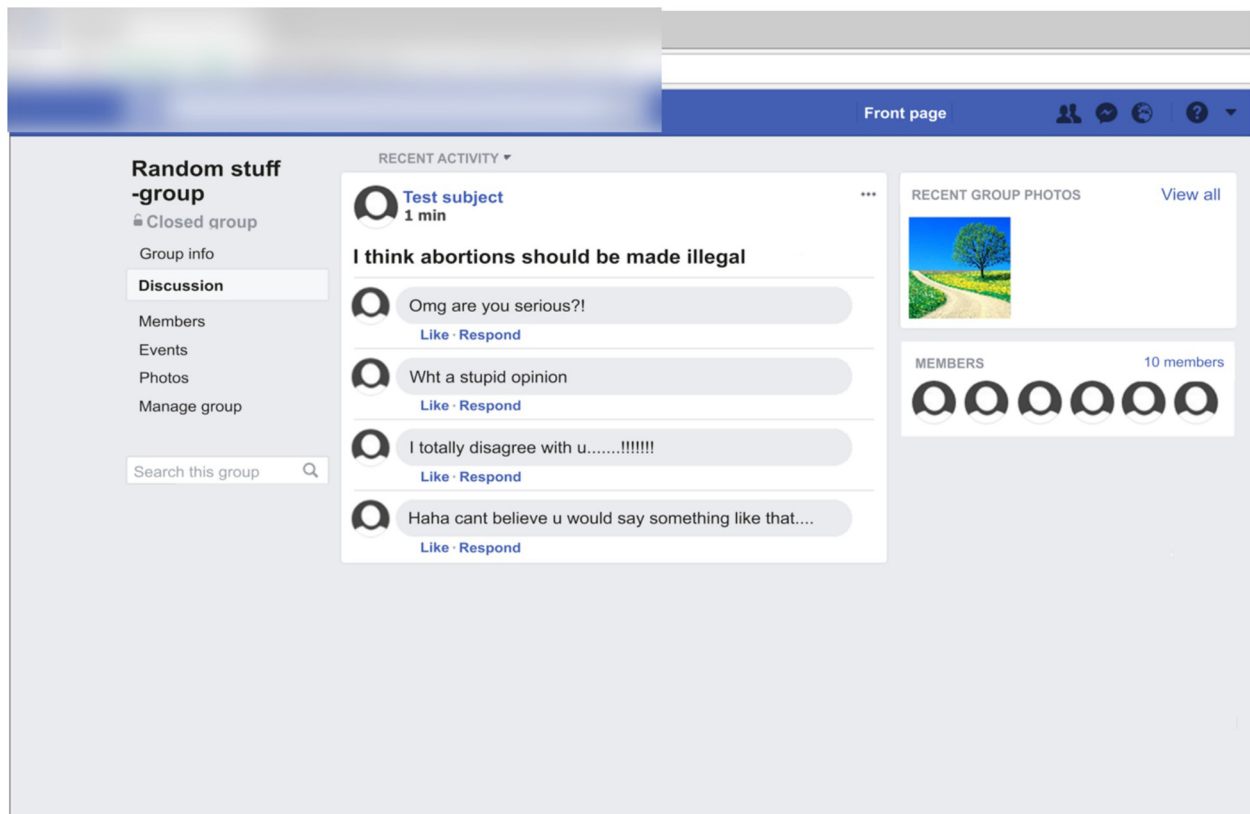 Front page
Random stuff
-group
Closed group
Group info
Discussion
Members
Events
Photos
Manage group
Search this group
RECENT ACTIVITY
Test subject
1 min
I think abortions should be made illegal
Omg are you serious?!
Like · Respond
Wht a stupid opinion
Like · Respond
I totally disagree with u.......!!!!!!!
Like · Respond
Haha cant believe u would say something like that....
Like · Respond
RECENT GROUP PHOTOS
View all
MEMBERS
10 members